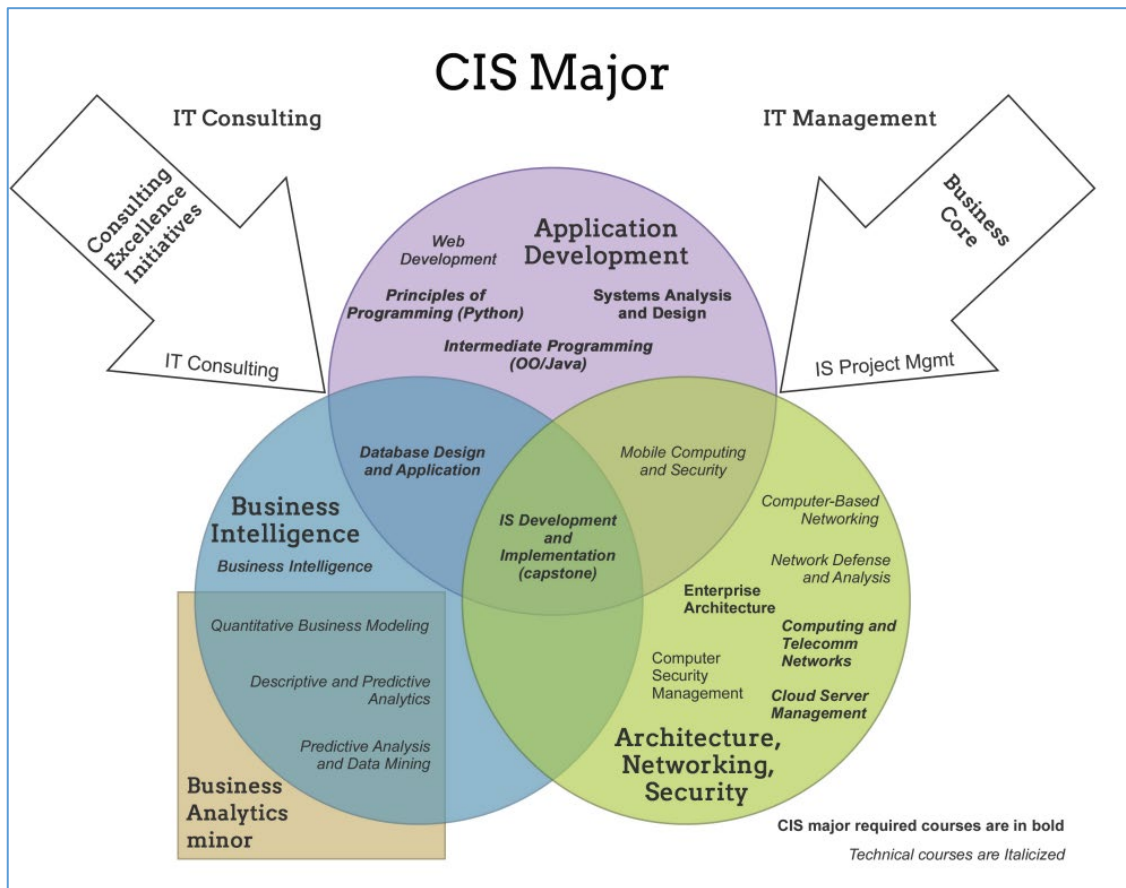 CIS Major
IT Consulting
IT Management
Consulting
Excellence
Initiatives
IT Consulting
Business
Core
IS Project Mgmt
Application
Development
Web
Development
Principles of
Programming (Python)
Systems Analysis
and Design
Intermediate Programming
(OO/Java)
Database Design
and Application
Mobile Computing
and Security
IS Development
and
Implementation
(capstone)
Business
Intelligence
Business Intelligence
Quantitative Business Modeling
Descriptive and Predictive
Analytics
Predictive Analysis
and Data Mining
Business
Analytics
minor
Computer-Based
Networking
Network Defense
and Analysis
Enterprise
Architecture
Computing and
Telecomm
Networks
Computer
Security
Management
Cloud Server
Management
Architecture,
Networking,
Security
CIS major required courses are in bold
Technical courses are Italicized